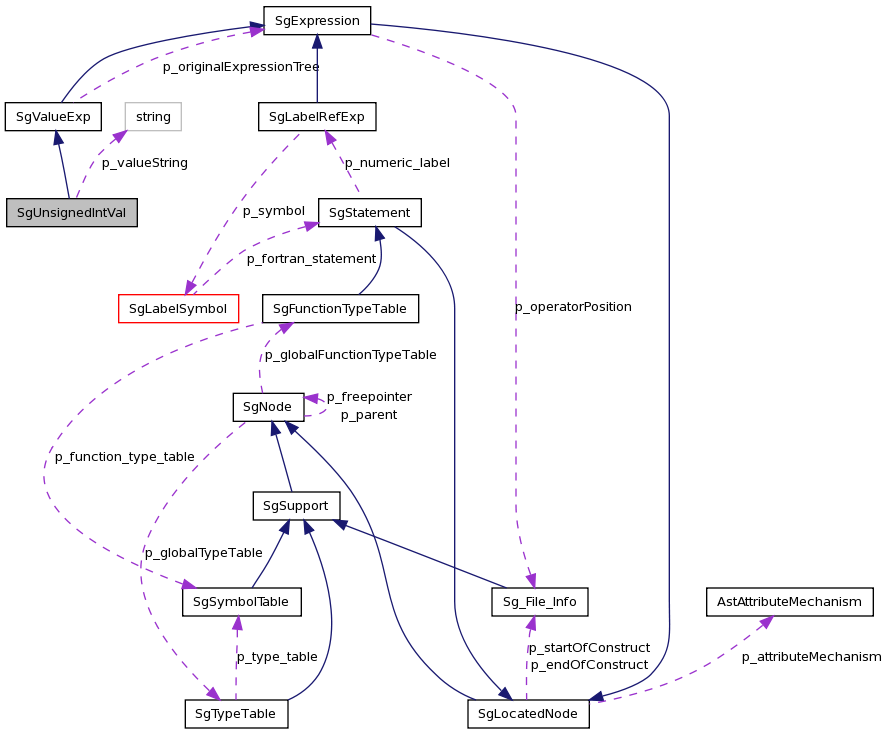 SgExpression
p_originalExpressionTree
SgValueExp
string
SgLabelRefExp
p_valueString
p_numeric_label
SgUnsignedIntVal
p_symbol
SgStatement
p_fortran_statement
SgLabelSymbol
SgFunctionTypeTable
p_operatorPosition
p_globalFunctionTypeTable
SgNode
p_freepointer
p_parent
p_function_type_table
SgSupport
p_globalTypeTable
SgSymbolTable
Sg_File_Info
AstAttributeMechanism
p_type_table
p_startOfConstruct
p_endOfConstruct
p_attributeMechanism
SgTypeTable
SgLocatedNode